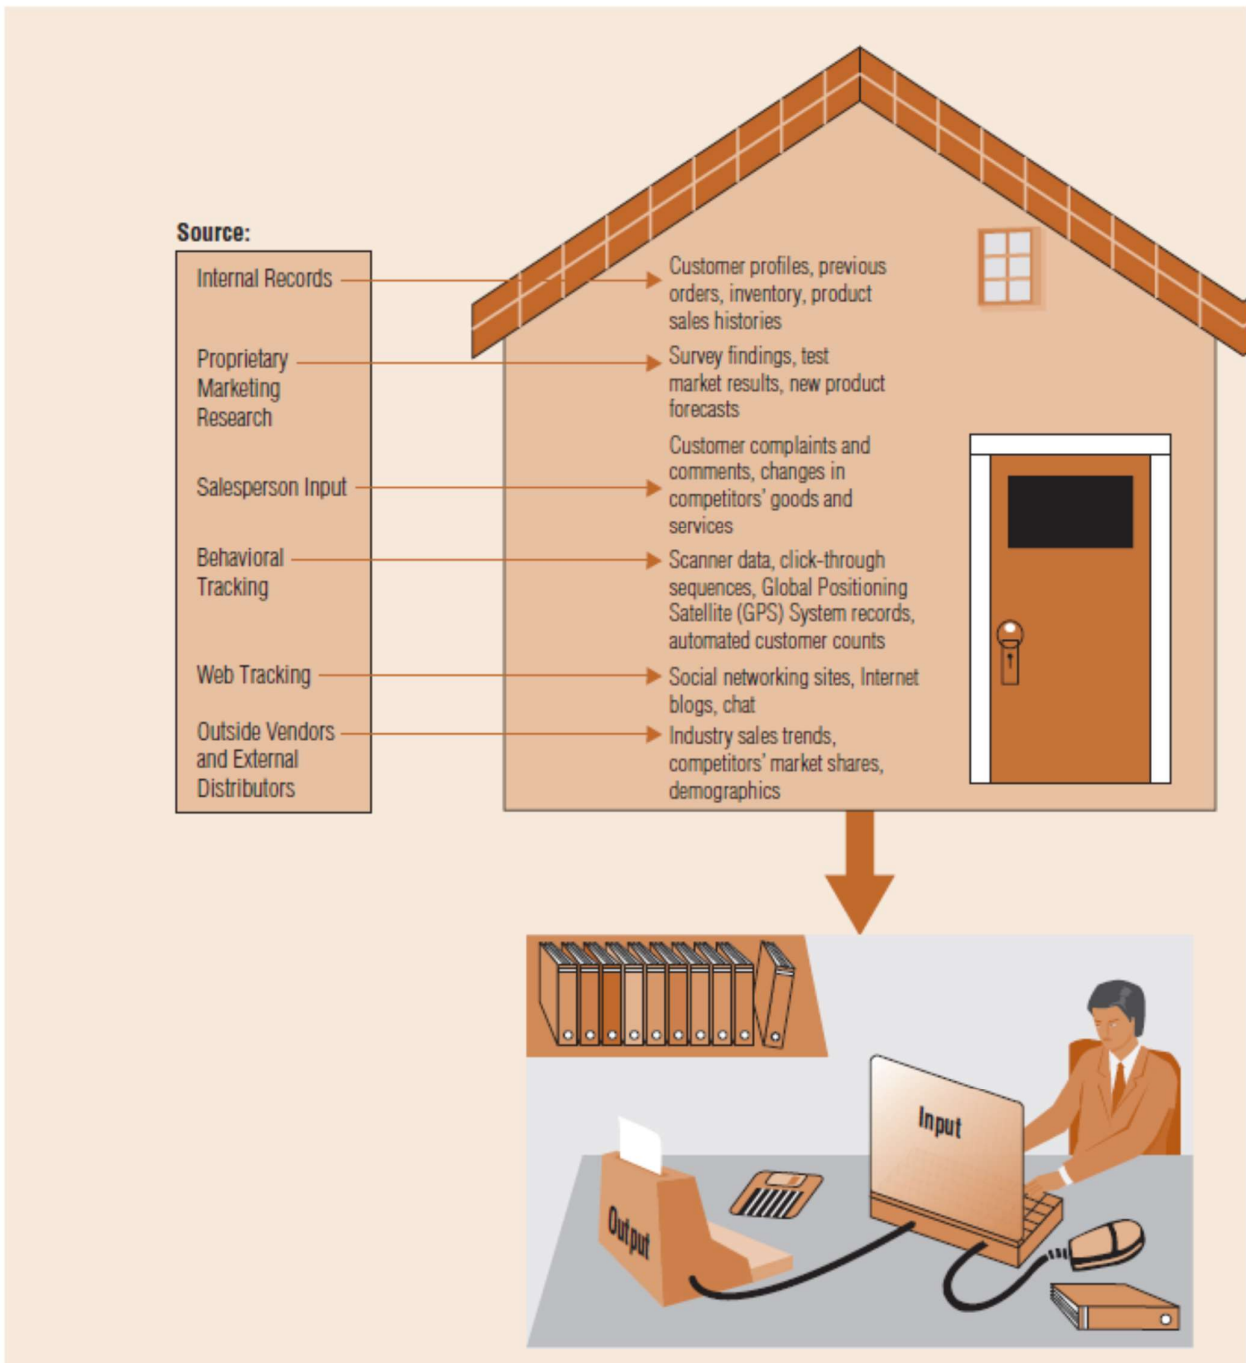 Source:
Internal Records
Customer profiles, previous
orders, inventory, product
sales histories
Proprietary
Marketing
Research
Survey findings, test
market results, new product
forecasts
Salesperson Input
Customer complaints and
comments, changes in
competitors’ goods and
services
Behavioral
Tracking
Scanner data, click-through
sequences, Global Positioning
Satellite (GPS) System records,
automated customer counts
Web Tracking
Social networking sites, Internet
blogs, chat
Outside Vendors
and External
Distributors
Industry sales trends,
competitors’ market shares,
demographics
Input
Output